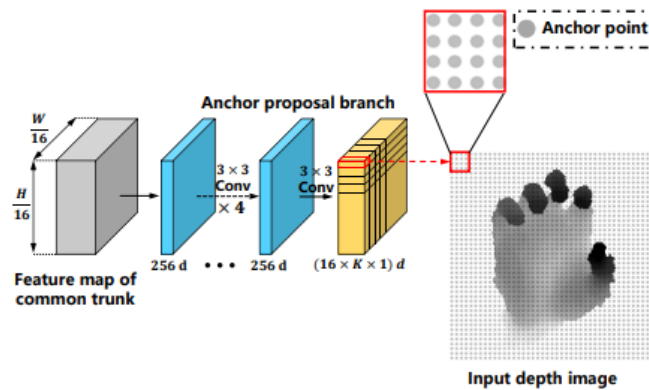 Anchor point
Anchor proposal branch
W
16
H
16
3 × 3
Conv
× 4
3 × 3
Conv
256 d
• • •
256 d
(16 × K × 1) d
Feature map of
common trunk
Input depth image